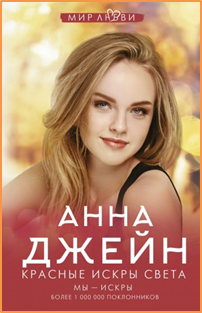 МИР ЛЮБВИ
АННА
ДЖЕЙН
КРАСНЫЕ ИСКРЫ СВЕТА
МЫ — ИСКРЫ
БОЛЕЕ 1 000 000 ПОКЛОННИКОВ